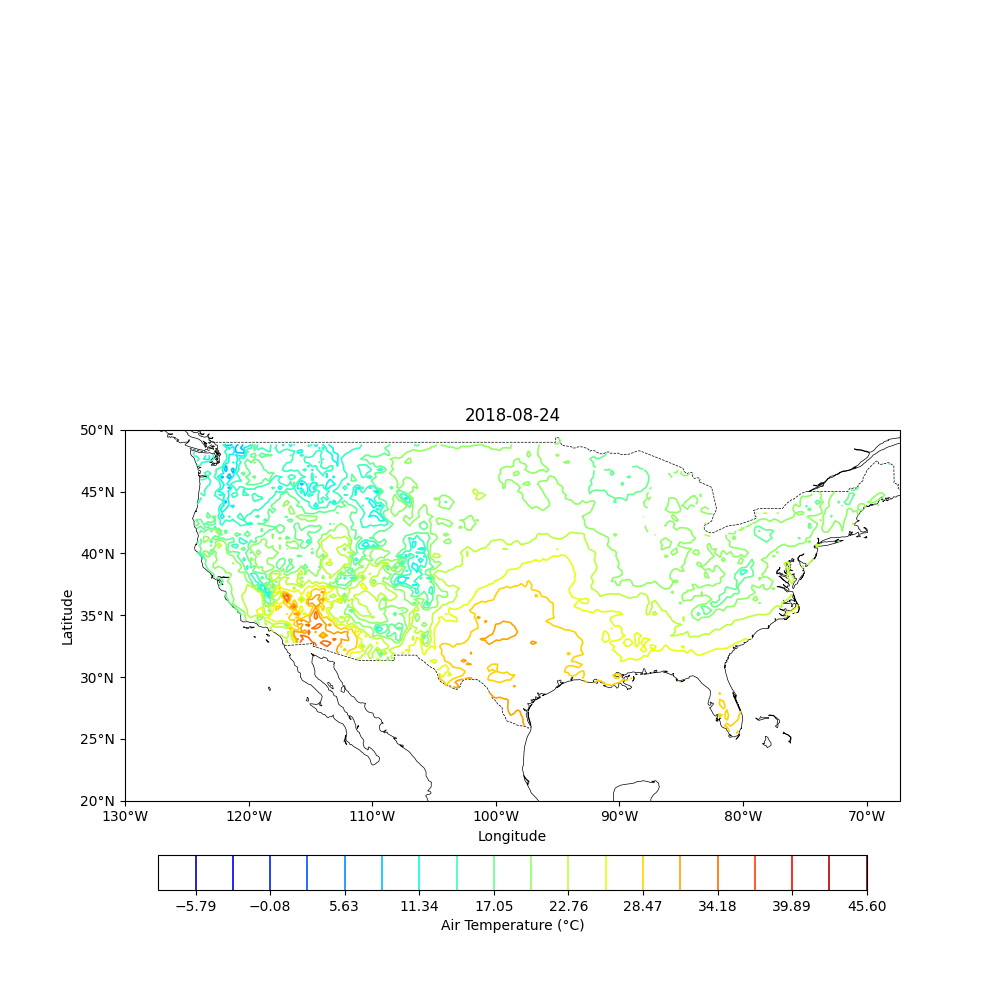 2018-08-24
50°N
45°N
40°N
35°N
30°N
25°N
20°N
Latitude
130°W 120°W 110°W 100°W 90°W 80°W 70°W
Longitude
−5.79 −0.08 5.63 11.34 17.05 22.76 28.47 34.18 39.89 45.60
Air Temperature (°C)